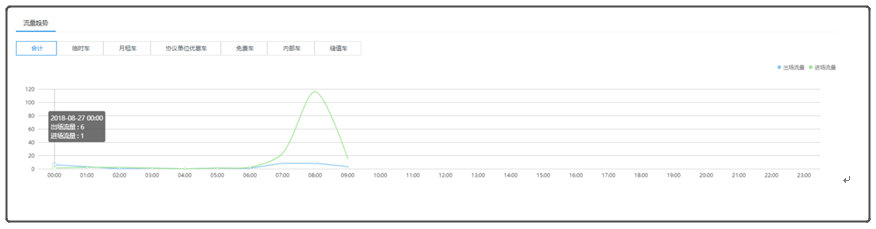 流量趋势
合计 临时车 月租车 协议单位优惠车 免费车 内部车 储值车
出场流量 进场流量
120
100
80
60
40
20
0
2018-08-27 00:00
出场流量 : 6
进场流量 : 1
00:00 01:00 02:00 03:00 04:00 05:00 06:00 07:00 08:00 09:00 10:00 11:00 12:00 13:00 14:00 15:00 16:00 17:00 18:00 19:00 20:00 21:00 22:00 23:00